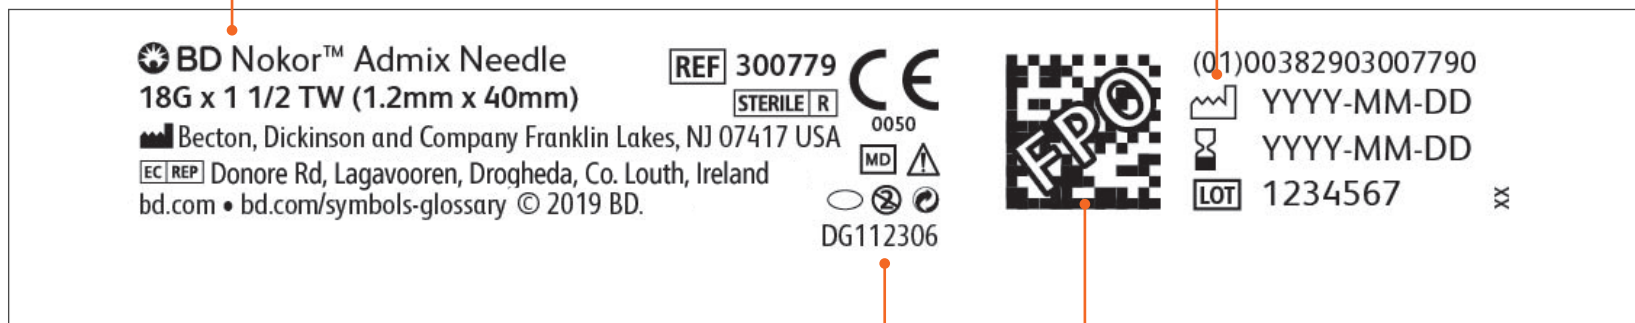 BD Nokor™ Admix Needle
18G x 1 1/2 TW (1.2mm x 40mm)
Becton, Dickinson and Company Franklin Lakes, NJ 07417 USA
EC REP Donore Rd, Lagavooren, Drogheda, Co. Louth, Ireland
bd.com • bd.com/symbols-glossary © 2019 BD.
REF 300779
STERILE R
CE
0050
MD
2
DG112306
FPO
(01)00382903007790
YYYY-MM-DD
YYYY-MM-DD
LOT 1234567
XX